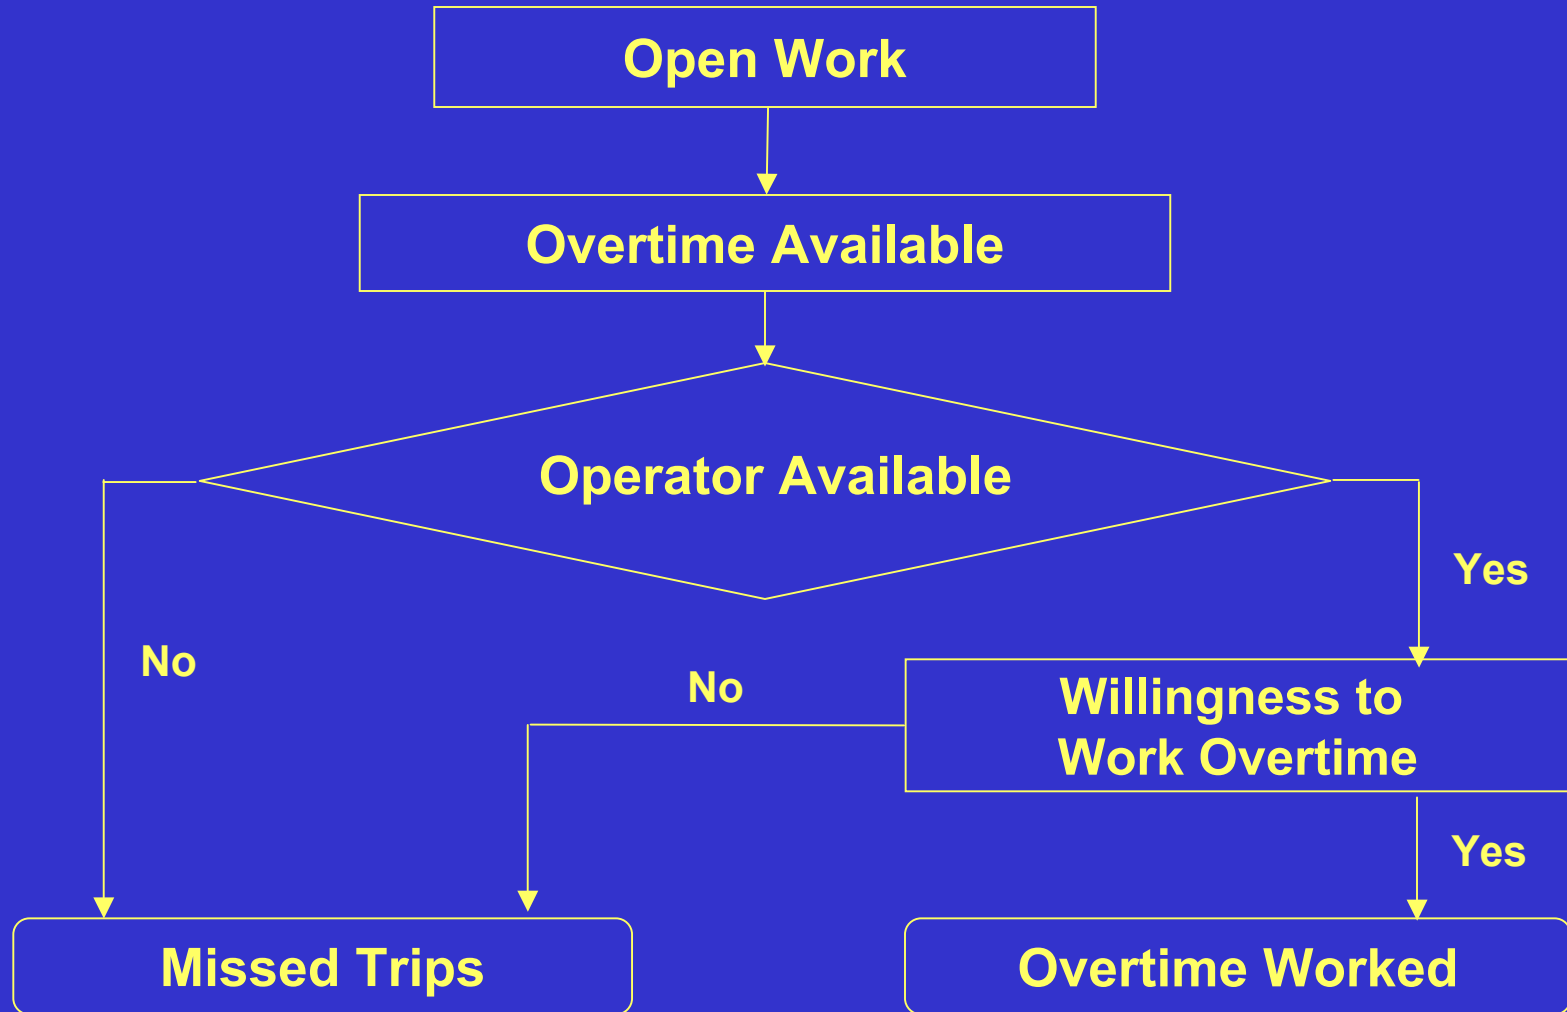 Open Work
Overtime Available
Operator Available
Yes
No
No
Willingness to
Work Overtime
Yes
Missed Trips
Overtime Worked